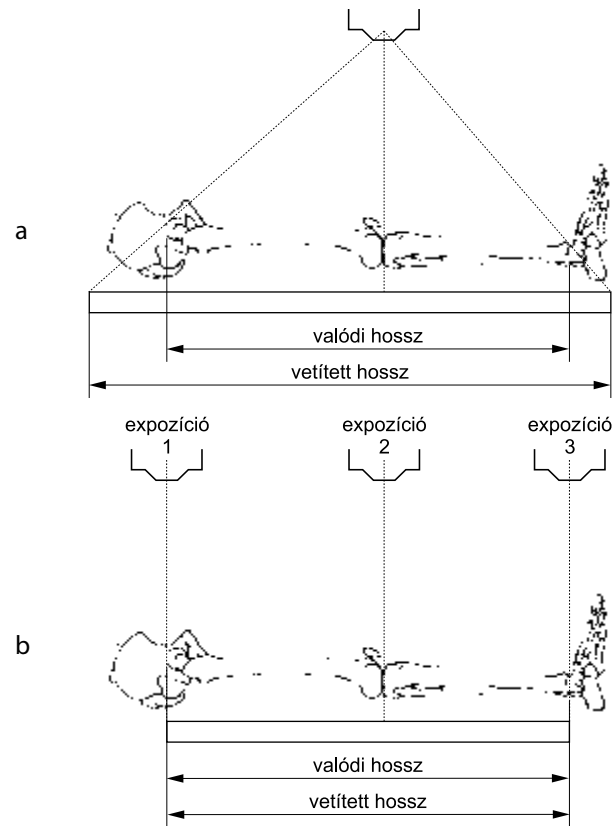 a
valódi hossz
vetített hossz
expozíció
1
expozíció
2
expozíció
3
b
valódi hossz
vetített hossz